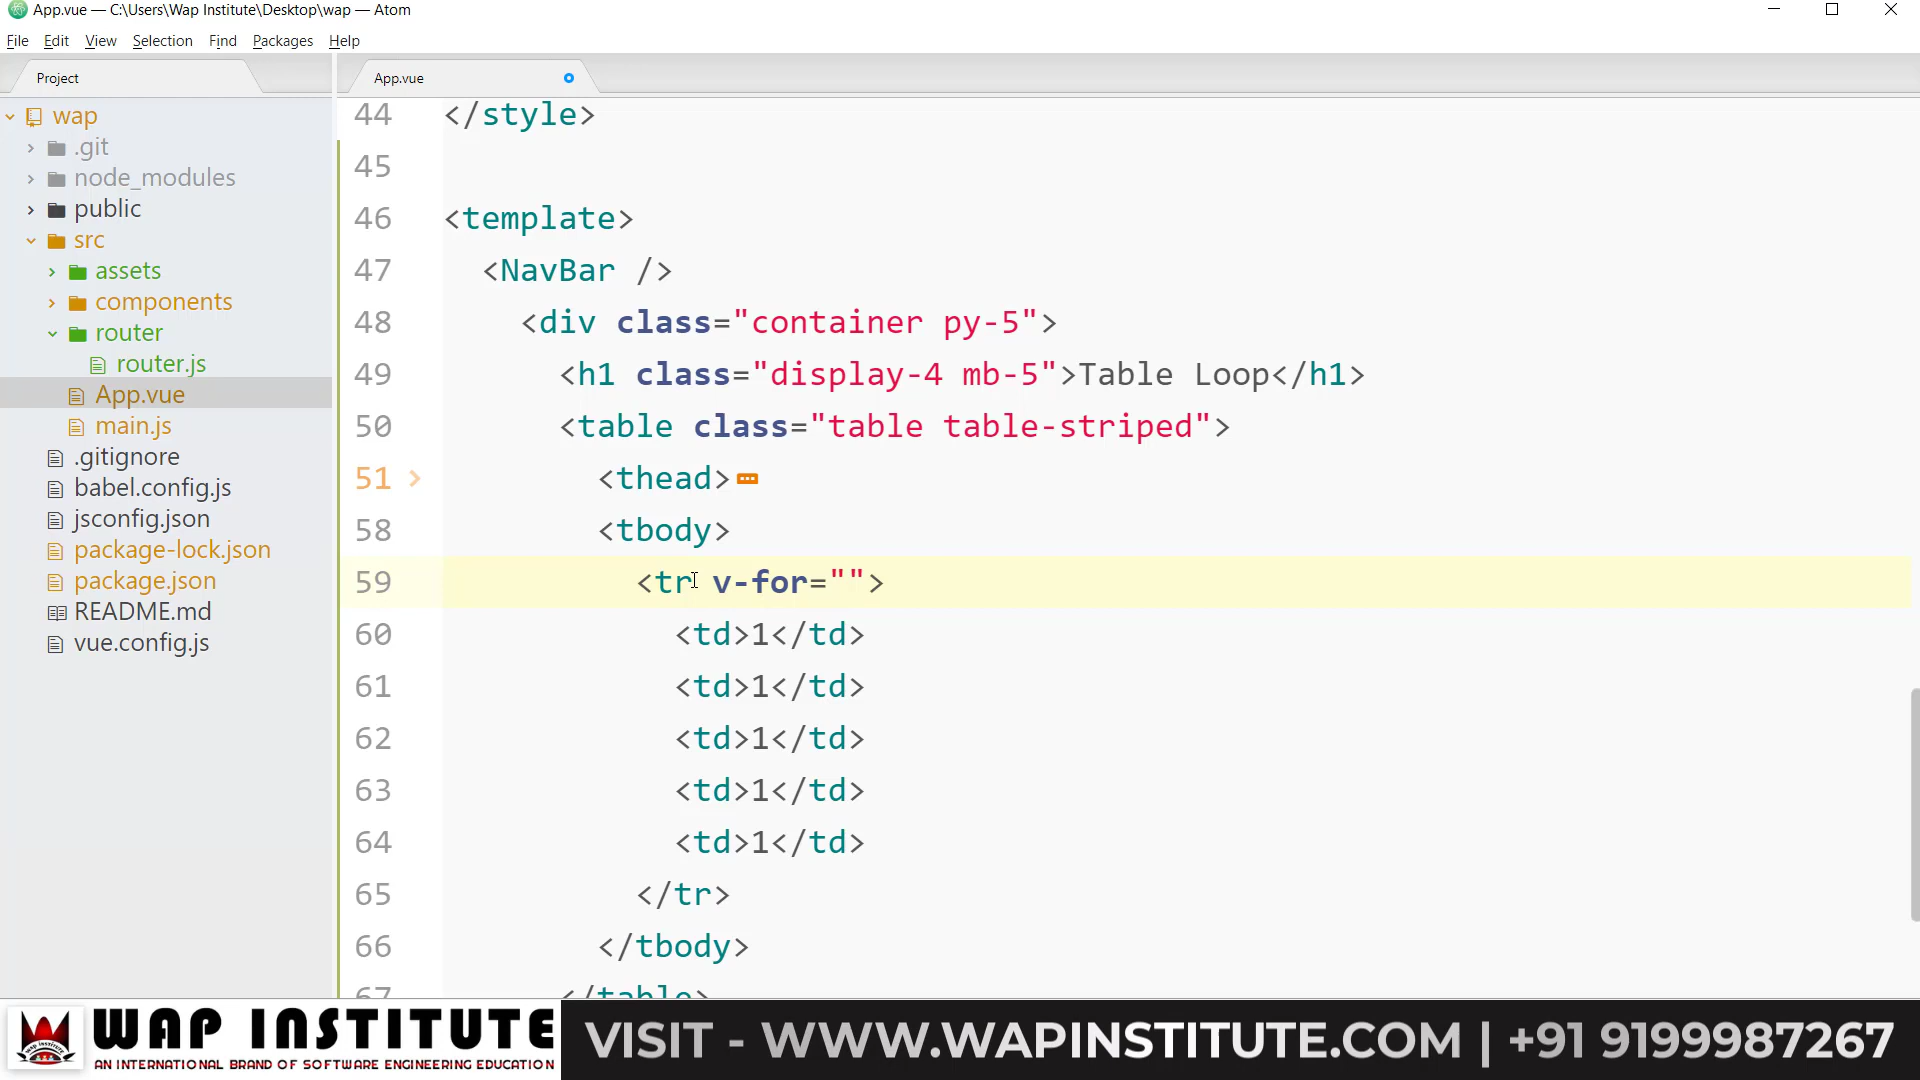 App.vue — C:\Users\Wap Institute\Desktop\wap — Atom
File Edit View Selection Find Packages Help
Project
App.vue
wap
.git
node_modules
public
src
assets
components
router
router.js
App.vue
main.js
.gitignore
babel.config.js
jsconfig.json
package-lock.json
package.json
README.md
vue.config.js
44 </style>
45
46 <template>
47 <NavBar />
48 <div class="container py-5">
49 <h1 class="display-4 mb-5">Table Loop</h1>
50 <table class="table table-striped">
51 <thead>
58 <tbody>
59 <tr v-for="">
60 <td>1</td>
61 <td>1</td>
62 <td>1</td>
63 <td>1</td>
64 <td>1</td>
65 </tr>
66 </tbody>
67 </table>
WAP INSTITUTE
AN INTERNATIONAL BRAND OF SOFTWARE ENGINEERING EDUCATION
VISIT - WWW.WAPINSTITUTE.COM | +91 9199987267